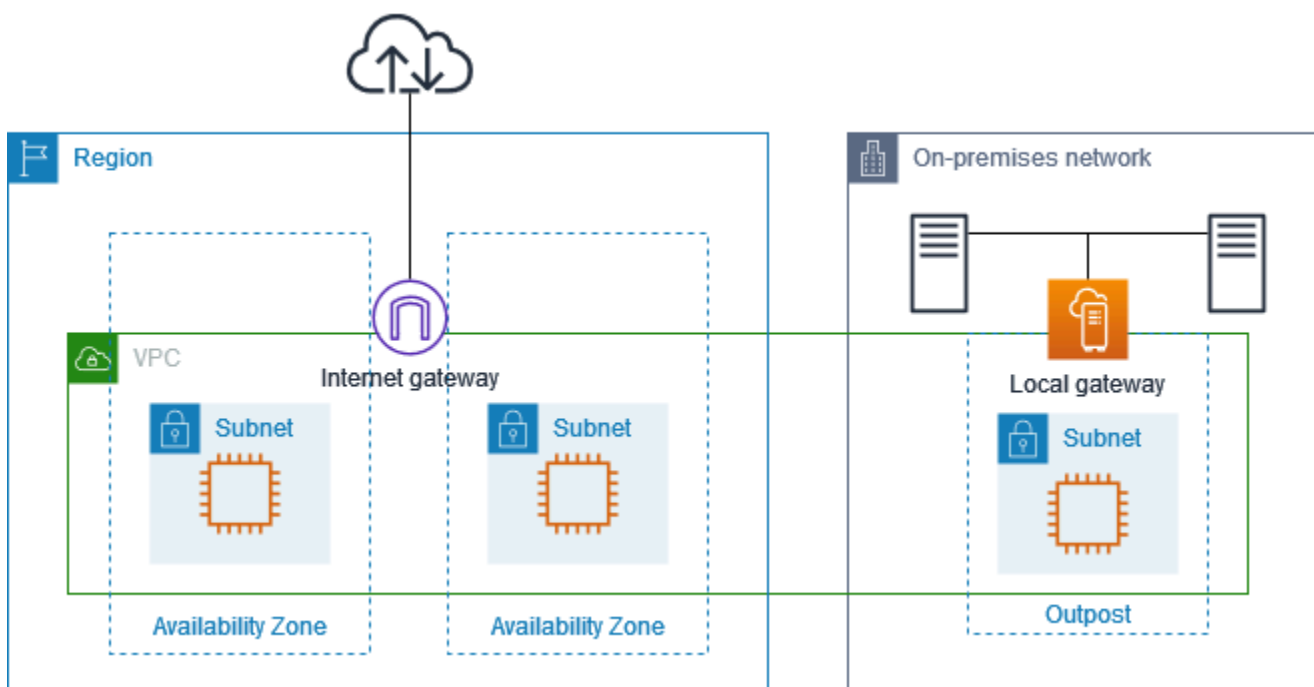 Region
On-premises network
VPC
Internet gateway
Local gateway
Subnet
Subnet
Subnet
Availability Zone
Availability Zone
Outpost